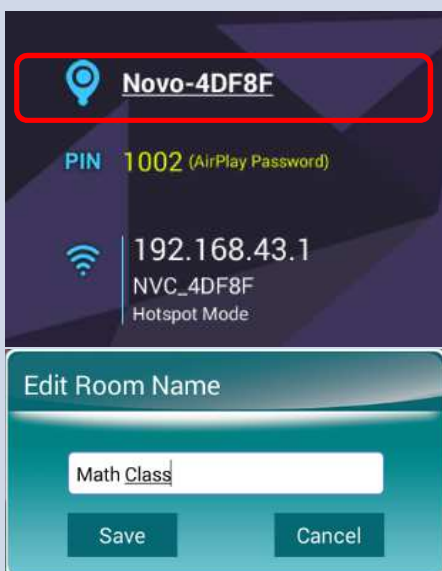 Novo-4DF8F
PIN 1002 (AirPlay Password)
192.168.43.1
NVC_4DF8F
Hotspot Mode
Edit Room Name
Math Class
Save Cancel